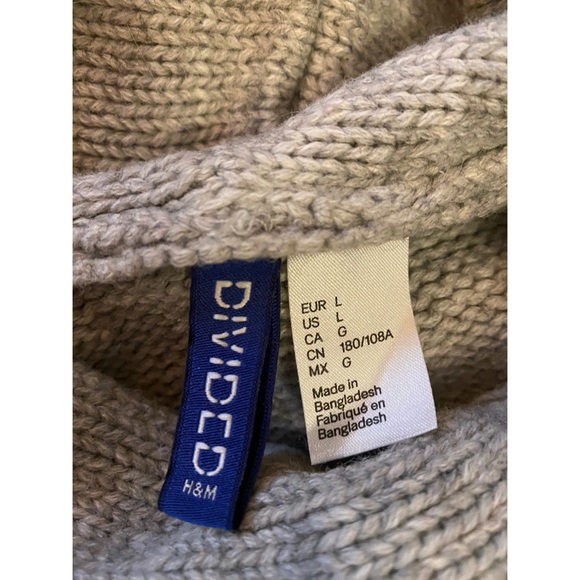 DIVIDED
H&M
EUR L
US L
CA G
CN 180/108A
MX G
Made in
Bangladesh
Fabriqué en
Bangladesh